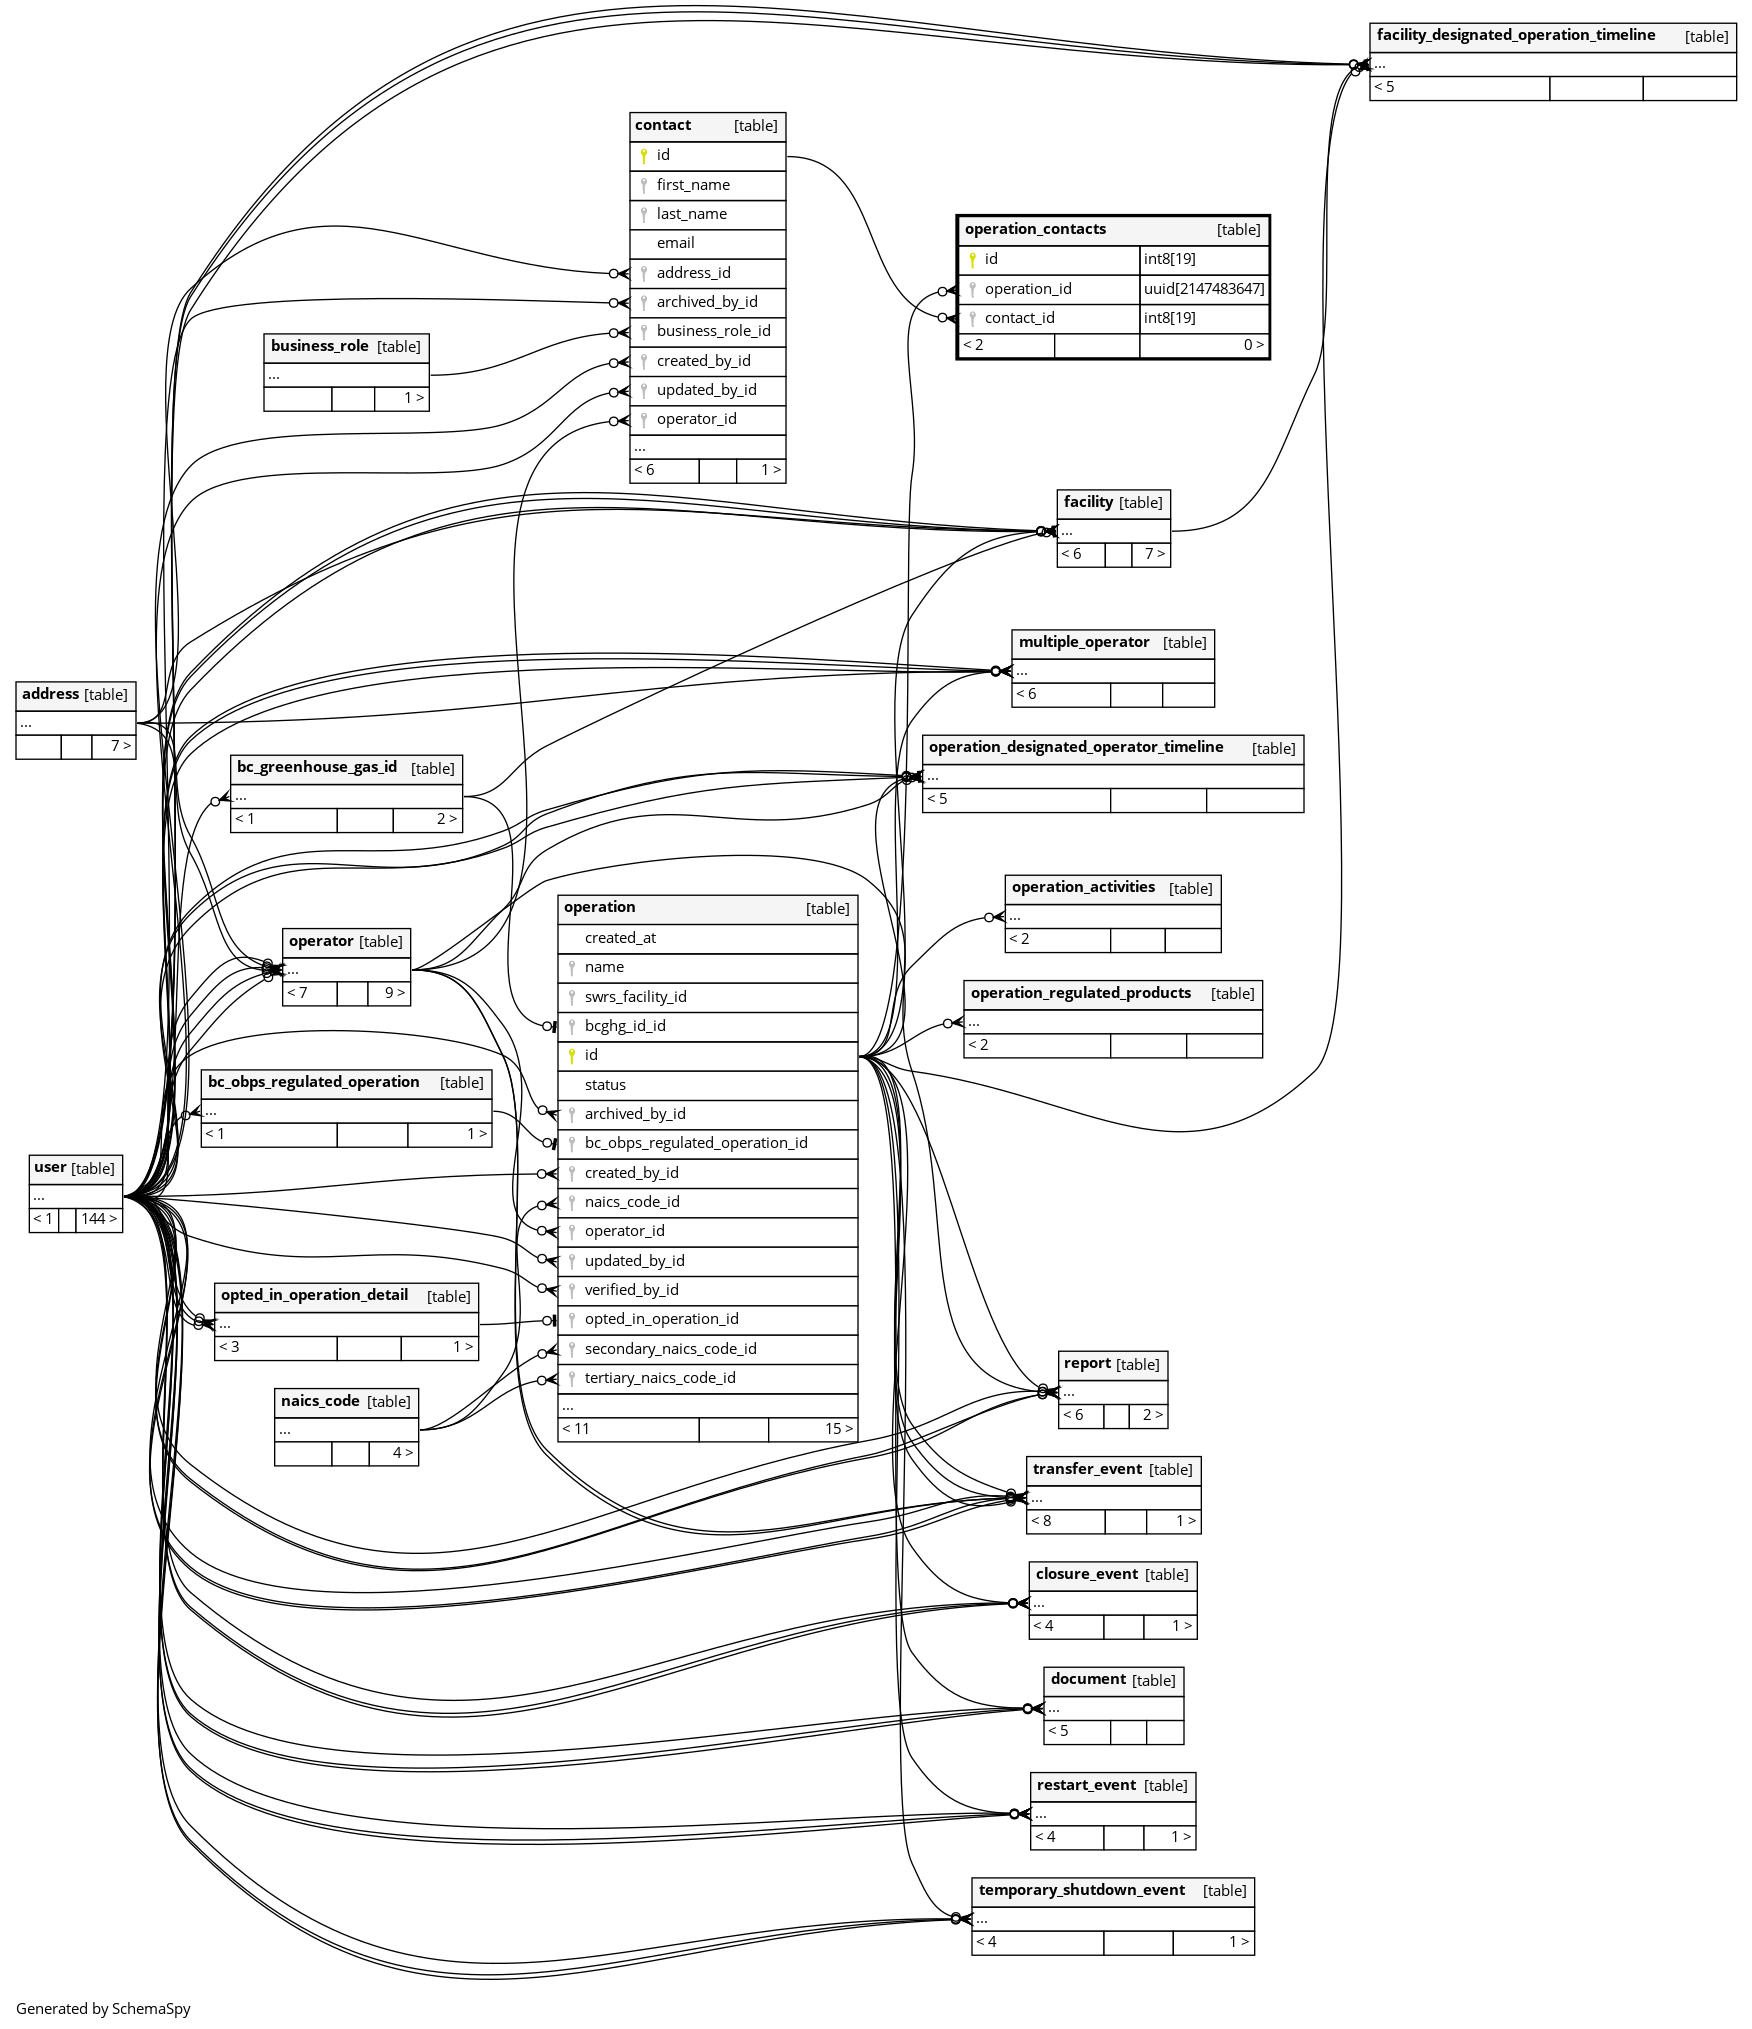 facility_designated_operation_timeline [table]
...
< 5
contact [table]
id
first_name
last_name
email
address_id
archived_by_id
business_role_id
created_by_id
updated_by_id
operator_id
...
< 6 1 >
operation_contacts [table]
id int8[19]
operation_id uuid[2147483647]
contact_id int8[19]
< 2 0 >
business_role [table]
...
1 >
facility [table]
...
< 6 7 >
multiple_operator [table]
...
< 6
address [table]
...
7 >
operation_designated_operator_timeline [table]
...
< 5
bc_greenhouse_gas_id [table]
...
< 1 2 >
operation_activities [table]
...
< 2
operator [table]
...
< 7 9 >
operation [table]
created_at
name
swrs_facility_id
bcghg_id_id
id
status
archived_by_id
bc_obps_regulated_operation_id
created_by_id
naics_code_id
operator_id
updated_by_id
verified_by_id
opted_in_operation_id
secondary_naics_code_id
tertiary_naics_code_id
...
< 11 15 >
operation_regulated_products [table]
...
< 2
bc_obps_regulated_operation [table]
...
< 1 1 >
user [table]
...
< 1 144 >
opted_in_operation_detail [table]
...
< 3 1 >
naics_code [table]
...
4 >
report [table]
...
< 6 2 >
transfer_event [table]
...
< 8 1 >
closure_event [table]
...
< 4 1 >
document [table]
...
< 5
restart_event [table]
...
< 4 1 >
temporary_shutdown_event [table]
...
< 4 1 >
Generated by SchemaSpy